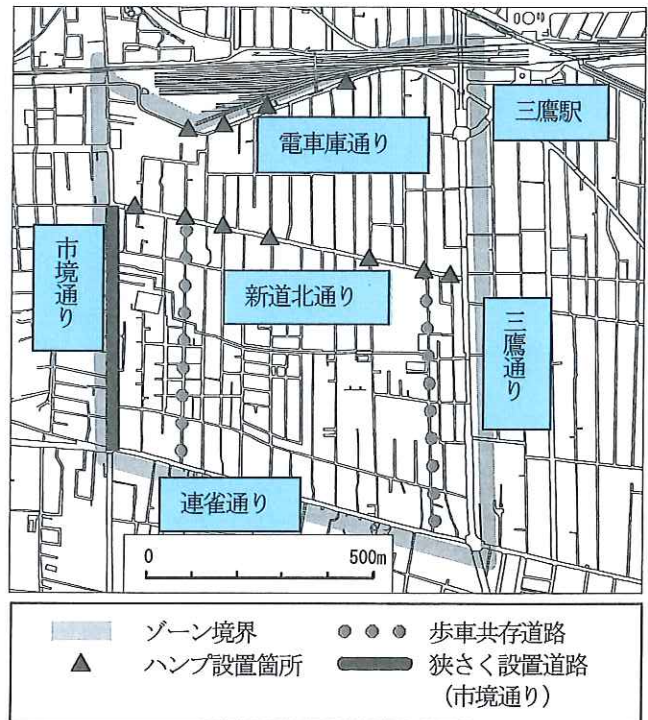 三鷹駅
電車庫通り
市境通り
新道北通り
三鷹通り
連雀通り
0 500m
ゾーン境界
歩車共存道路
ハンプ設置箇所
狭さく設置道路
(市境通り)